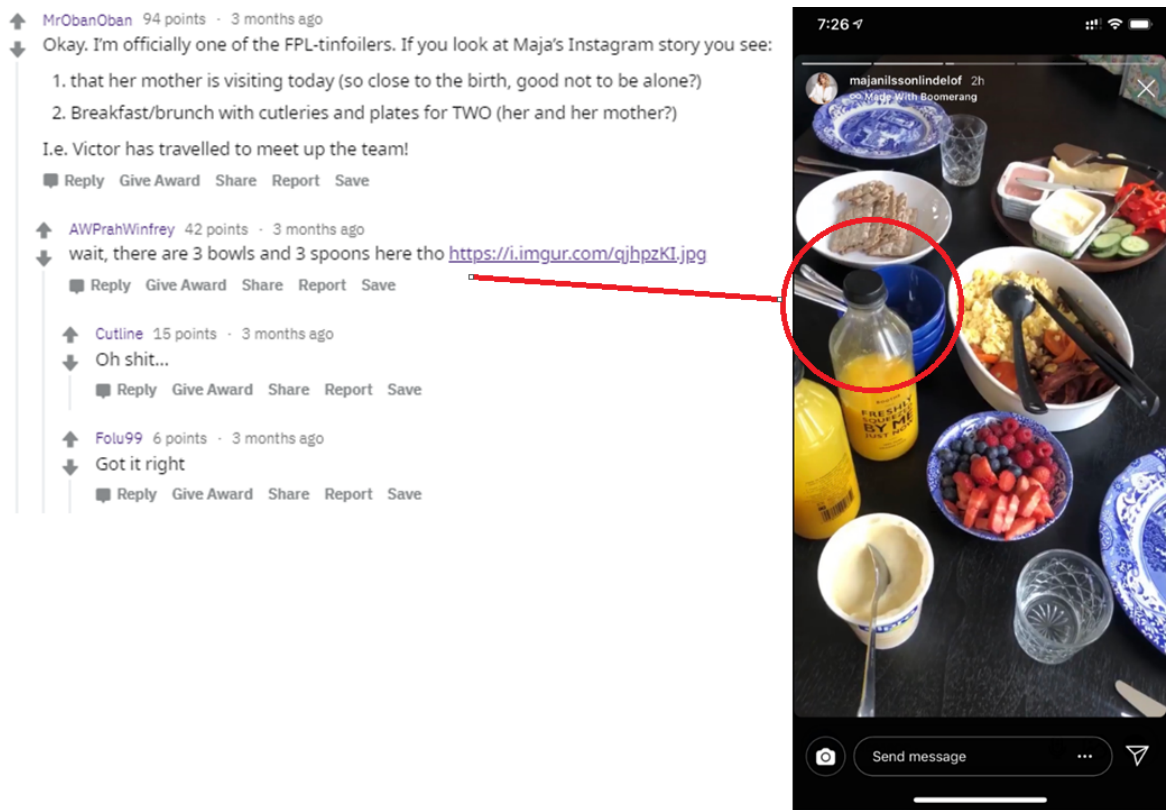 MrObanOban 94 points · 3 months ago
Okay. I'm officially one of the FPL-tinfoilers. If you look at Maja's Instagram story you see:
1. that her mother is visiting today (so close to the birth, good not to be alone?)
2. Breakfast/brunch with cutleries and plates for TWO (her and her mother?)
I.e. Victor has travelled to meet up the team!
Reply Give Award Share Report Save
AWPrahWinfrey 42 points · 3 months ago
wait, there are 3 bowls and 3 spoons here tho https://i.imgur.com/qjhpzKI.jpg
Reply Give Award Share Report Save
Cutline 15 points · 3 months ago
Oh shit...
Reply Give Award Share Report Save
Folu99 6 points · 3 months ago
Got it right
Reply Give Award Share Report Save
7:26
majanilssonlindelof 2h
Made With Boomerang
FRESHLY
SQUEEZED
BY ME
JUST NOW
Send message